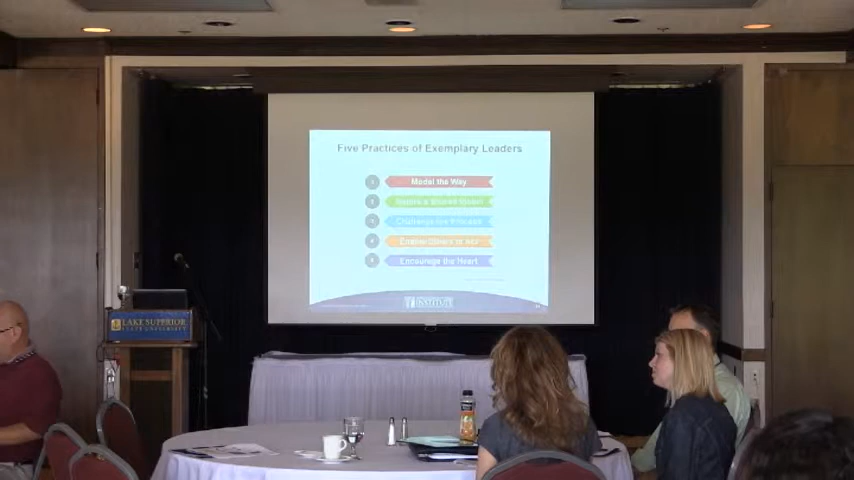 Five Practices of Exemplary Leaders
1 Model the Way
2 Inspire a Shared Vision
3 Challenge the Process
4 Enable Others to Act
5 Encourage the Heart
INSTITUTE
LAKE SUPERIOR
STATE UNIVERSITY